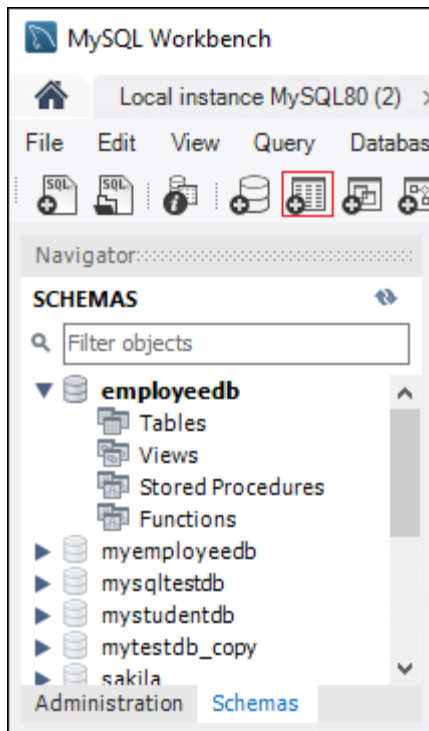 MySQL Workbench
Local instance MySQL80 (2)
File Edit View Query Databas
SQL SQL
Navigator
SCHEMAS
Filter objects
employeedb
Tables
Views
Stored Procedures
Functions
myemployeedb
mysqltestdb
mystudentdb
mytestdb_copy
sakila
Administration Schemas